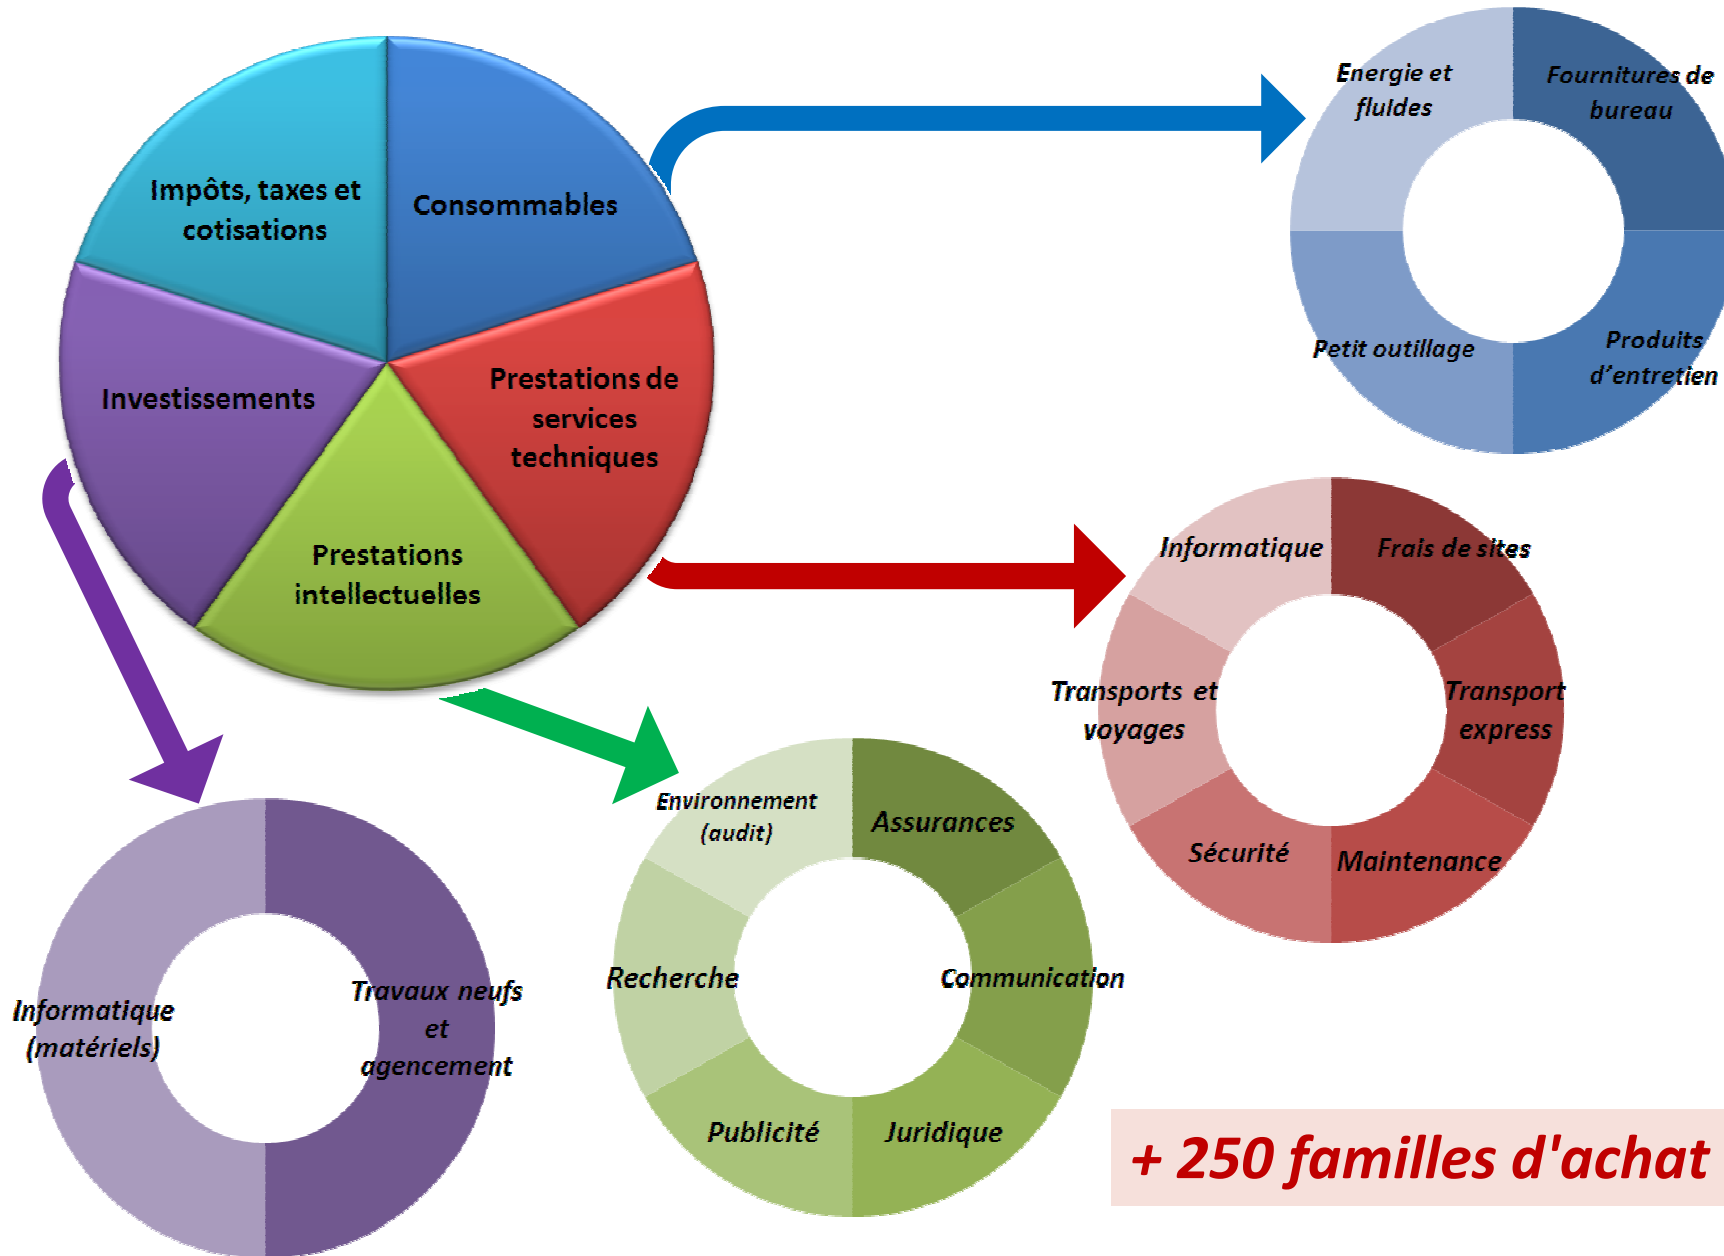 Impôts, taxes et
cotisations
Consommables
Investissements
Prestations de
services
techniques
Prestations
intellectuelles
Energie et
fluides
Fournitures de
bureau
Petit outillage
Produits
d'entretien
Informatique
Frais de sites
Transports et
voyages
Transport
express
Sécurité
Maintenance
Environnement
(audit)
Assurances
Recherche
Communication
Publicité
Juridique
Informatique
(matériels)
Travaux neufs
et
agencement
+ 250 familles d'achat